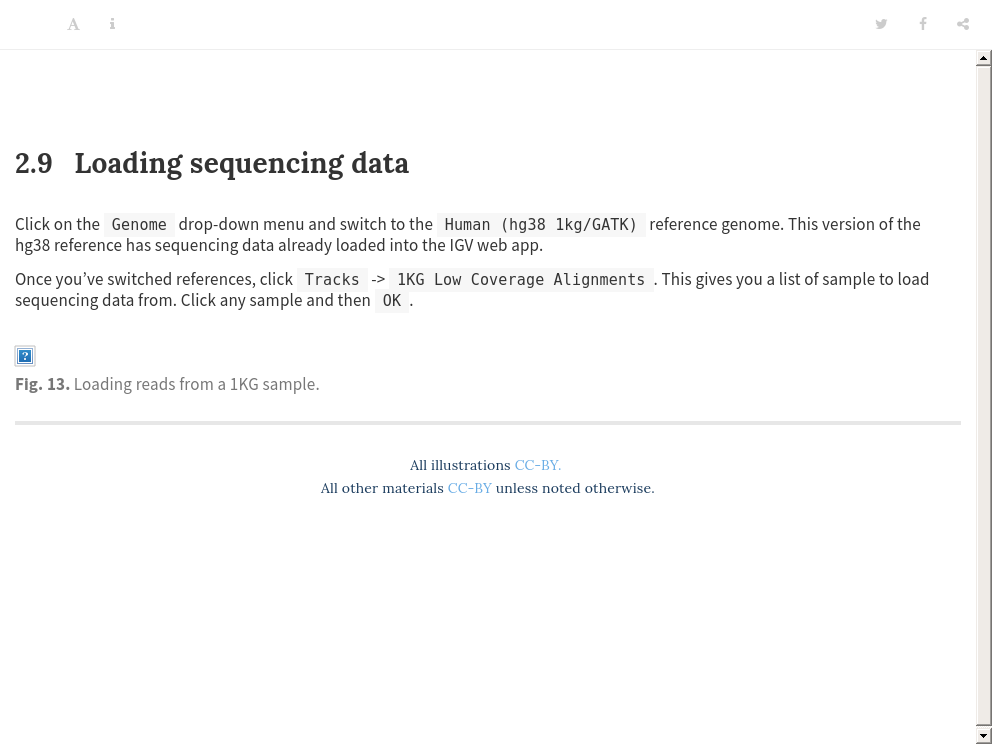 2.9 Loading sequencing data
Click on the Genome drop-down menu and switch to the Human (hg38 1kg/GATK) reference genome. This version of the
hg38 reference has sequencing data already loaded into the IGV web app.
Once you’ve switched references, click Tracks -> 1KG Low Coverage Alignments. This gives you a list of sample to load
sequencing data from. Click any sample and then OK.
Fig. 13. Loading reads from a 1KG sample.
All illustrations CC-BY.
All other materials CC-BY unless noted otherwise.